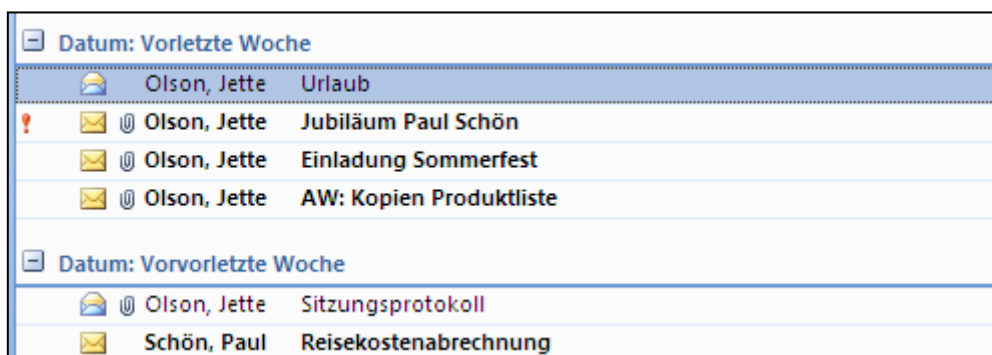 Datum: Vorletzte Woche
Olson, Jette Urlaub
Olson, Jette Jubiläum Paul Schön
Olson, Jette Einladung Sommerfest
Olson, Jette AW: Kopien Produktliste
Datum: Vorvorletzte Woche
Olson, Jette Sitzungsprotokoll
Schön, Paul Reisekostenabrechnung